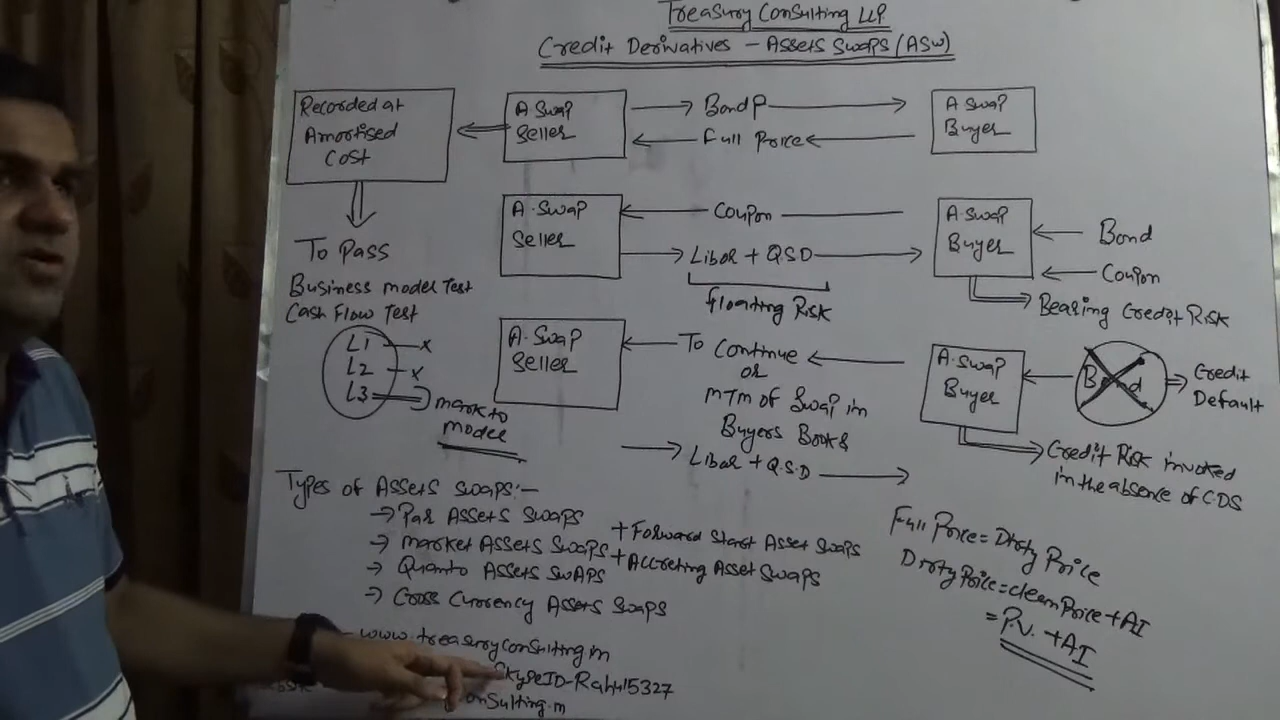 Treasury Consulting LLP
Credit Derivatives - Assets Swaps (ASW)
Recorded at
Amortised
Cost
A Swap
Seller
Bond P
Full Price
A Swap
Buyer
To Pass
Business model Test
Cash Flow Test
L1 x
L2 x
L3
mark to
model
A. Swap
Seller
Coupon
Libor + QSD
Floating Risk
A. Swap
Buyer
Bond
Coupon
Bearing Credit Risk
A. Swap
Seller
To Continue
or
MTM of Swap in
Buyers Books
Libor + Q.S.D
A. Swap
Buyer
Bond
Credit
Default
Credit Risk invoked
in the absence of CDS
Types of Assets Swaps:-
→ Par Assets Swaps
+ Forward Start Asset Swaps
→ Market Assets Swaps
+ Accreting Asset Swaps
→ Quanto Assets Swaps
→ Cross Currency Assets Swaps
Full Price = Dirty Price
Dirty Price = Clean Price + AI
= PV. + AI
- www.treasuryconsulting.in
SkypeID - Rahul5327
onsulting.in